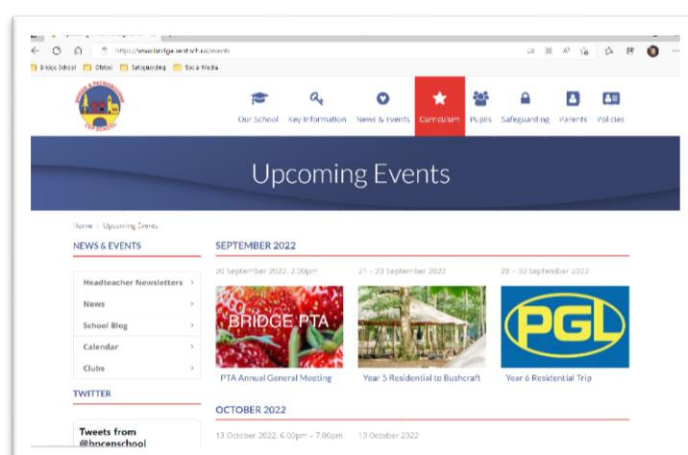 Bridge School Ofsted Safeguarding Social Media
Our School Key Information News & Events Curriculum Pupils Safeguarding Parents Policies
Upcoming Events
Home / Upcoming Events
NEWS & EVENTS
Headteacher Newsletters >
News >
School Blog >
Calendar >
Clubs >
TWITTER
Tweets from
@bpcepschool
SEPTEMBER 2022
20 September 2022, 2.00pm
BRIDGE PTA
PTA Annual General Meeting
21 - 23 September 2022
Year 5 Residential to Bushcraft
28 - 30 September 2022
PGL
Year 6 Residential Trip
OCTOBER 2022
13 October 2022, 6.00pm - 7.00pm
19 October 2022